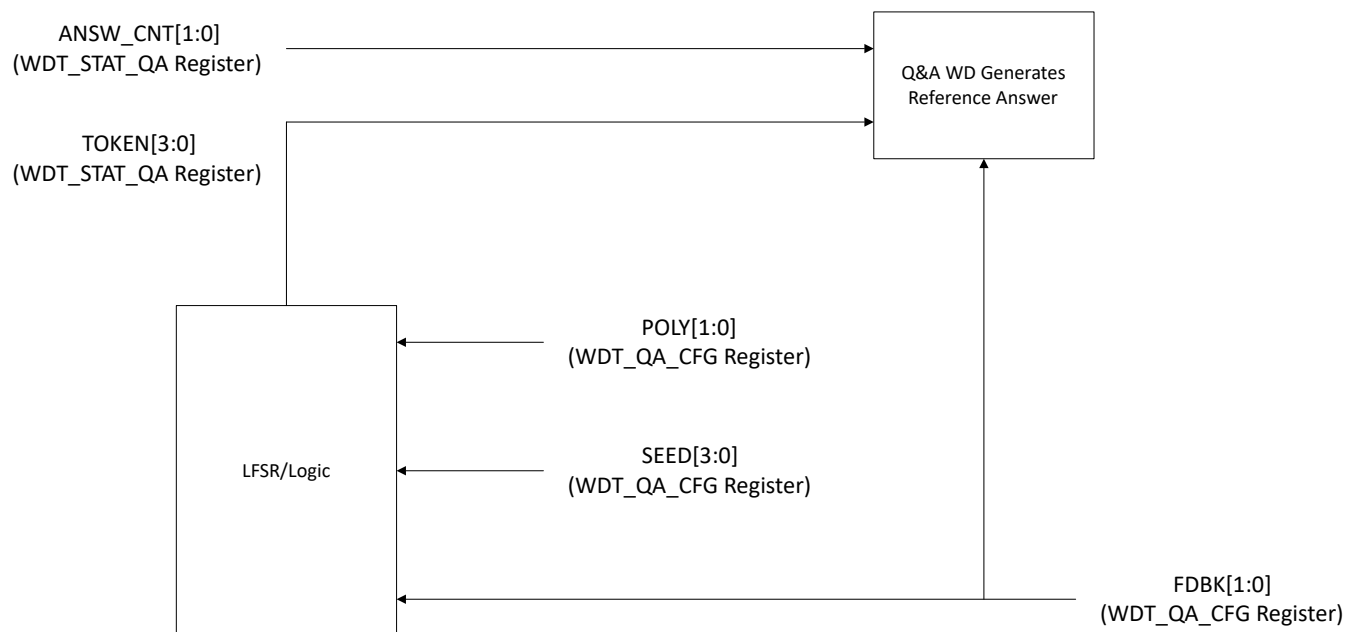 ANSW_CNT[1:0]
(WDT_STAT_QA Register)
Q&A WD Generates
Reference Answer
TOKEN[3:0]
(WDT_STAT_QA Register)
POLY[1:0]
(WDT_QA_CFG Register)
LFSR/Logic
SEED[3:0]
(WDT_QA_CFG Register)
FDBK[1:0]
(WDT_QA_CFG Register)